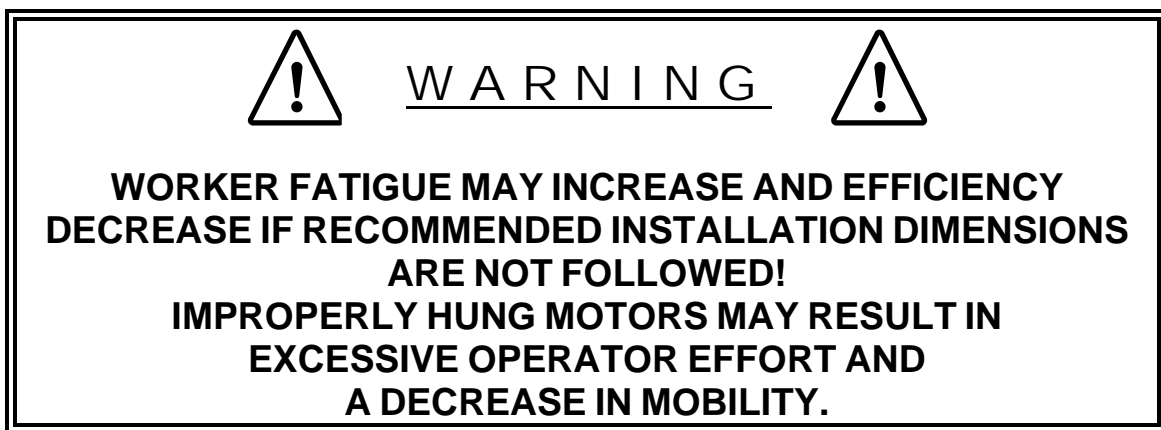 WARNING
WORKER FATIGUE MAY INCREASE AND EFFICIENCY
DECREASE IF RECOMMENDED INSTALLATION DIMENSIONS
ARE NOT FOLLOWED!
IMPROPERLY HUNG MOTORS MAY RESULT IN
EXCESSIVE OPERATOR EFFORT AND
A DECREASE IN MOBILITY.